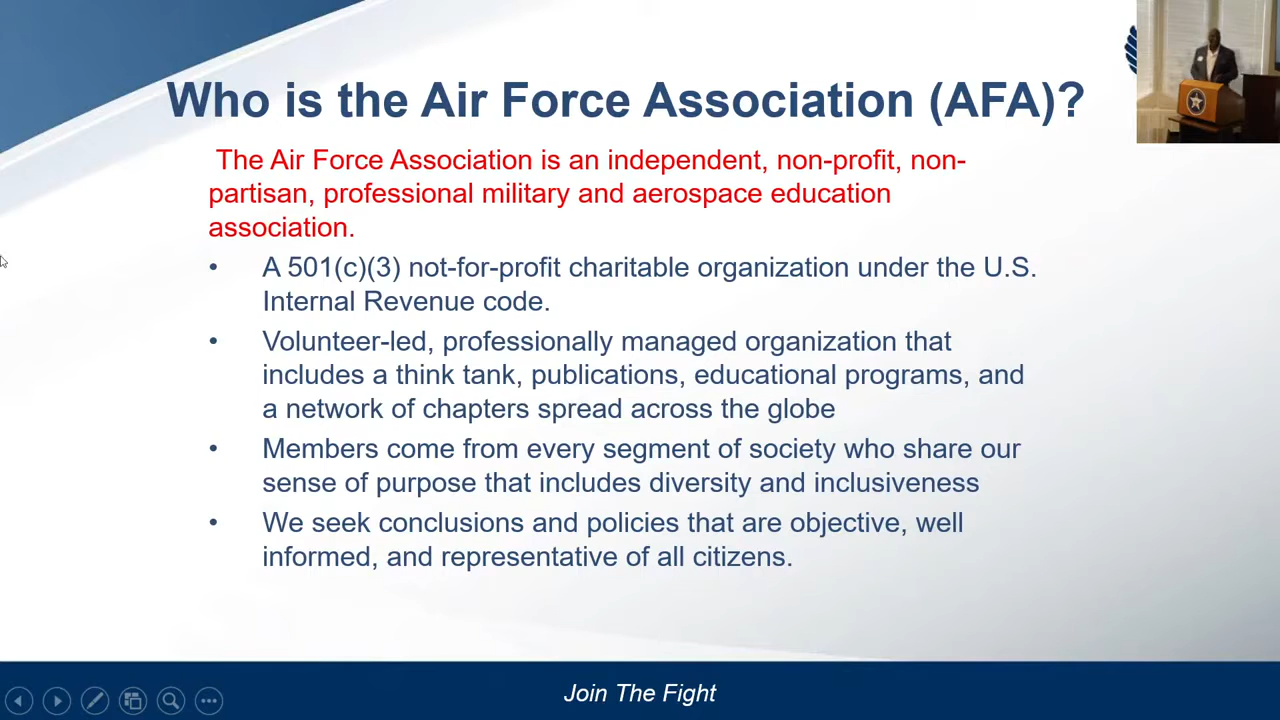 Who is the Air Force Association (AFA)?
The Air Force Association is an independent, non-profit, non-
partisan, professional military and aerospace education
association.
• A 501(c)(3) not-for-profit charitable organization under the U.S.
Internal Revenue code.
• Volunteer-led, professionally managed organization that
includes a think tank, publications, educational programs, and
a network of chapters spread across the globe
• Members come from every segment of society who share our
sense of purpose that includes diversity and inclusiveness
• We seek conclusions and policies that are objective, well
informed, and representative of all citizens.
Join The Fight